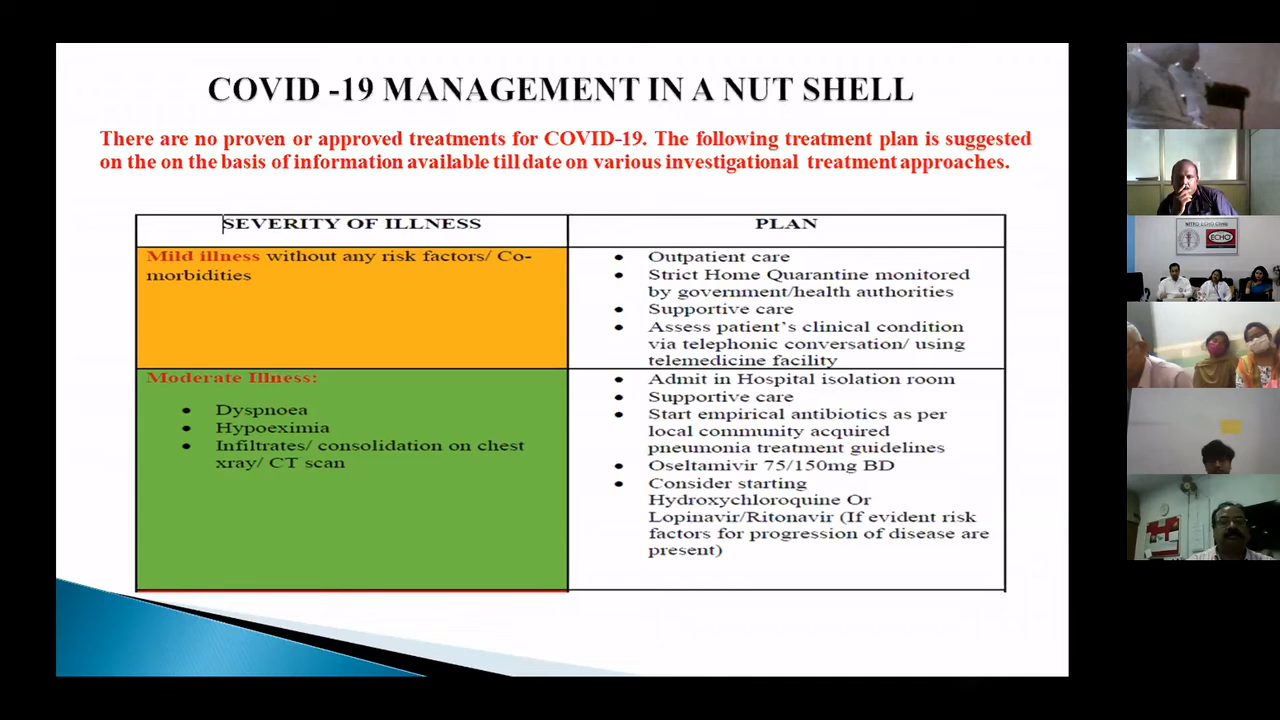 COVID -19 MANAGEMENT IN A NUT SHELL
There are no proven or approved treatments for COVID-19. The following treatment plan is suggested
on the on the basis of information available till date on various investigational treatment approaches.
SEVERITY OF ILLNESS
PLAN
Mild illness without any risk factors/ Co-
morbidities
• Outpatient care
• Strict Home Quarantine monitored
by government/health authorities
• Supportive care
• Assess patient's clinical condition
via telephonic conversation/ using
telemedicine facility
Moderate Illness:
• Dyspnoea
• Hypoeximia
• Infiltrates/ consolidation on chest
xray/ CT scan
• Admit in Hospital isolation room
• Supportive care
• Start empirical antibiotics as per
local community acquired
pneumonia treatment guidelines
• Oseltamivir 75/150mg BD
• Consider starting
Hydroxychloroquine Or
Lopinavir/Ritonavir (If evident risk
factors for progression of disease are
present)
ECHO